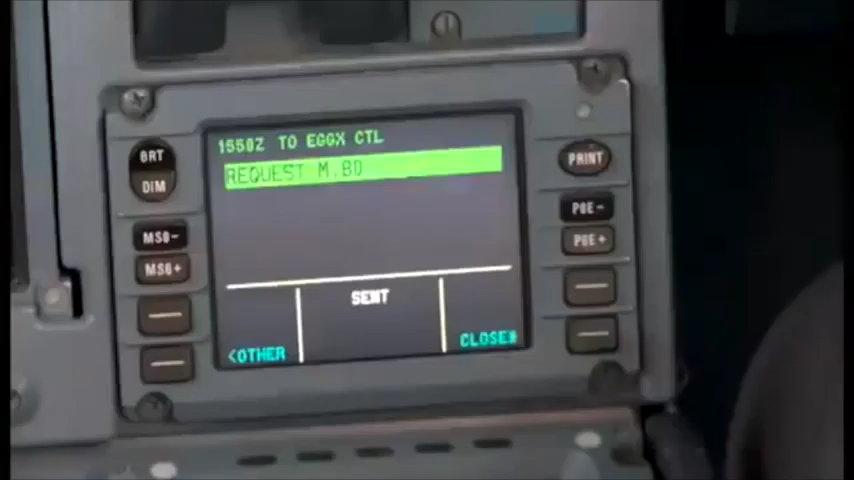 1550Z TO EGGX CTL
REQUEST M.80
SENT
<OTHER
CLOSE*
BRT
DIM
MSG-
MSG+
PRINT
PGE-
PGE+